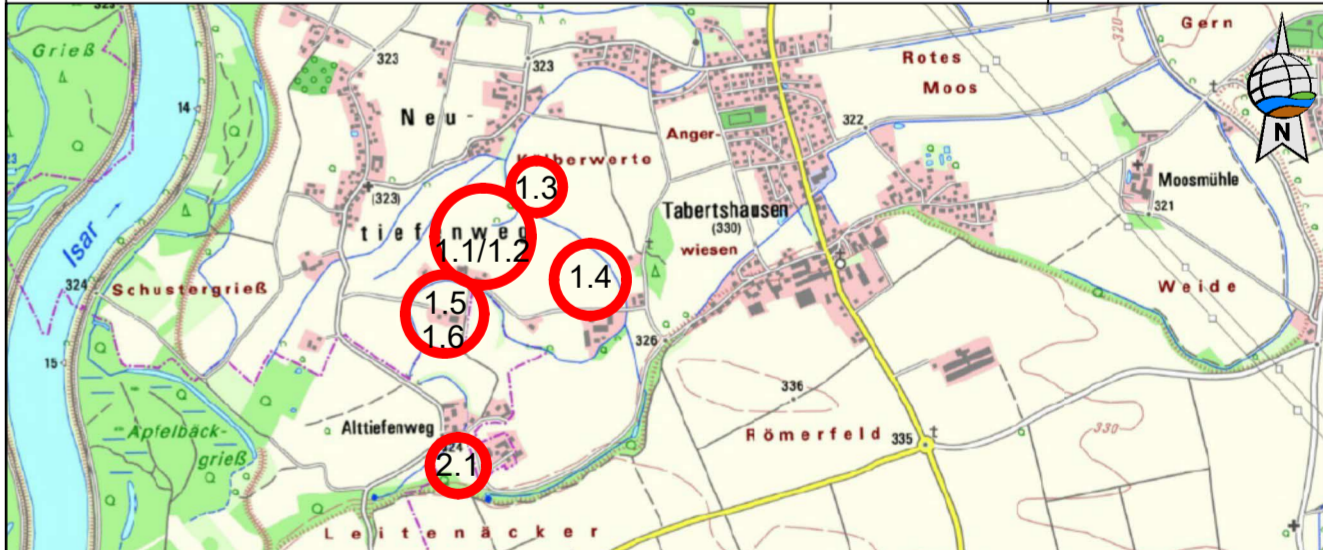 Grieß
323
323
14
Neu-
(323)
Isar
324
Schustergrieß
15
Apfelbäck-
grieß
tiefenweg
1.3
1.1/1.2
1.4
1.5
1.6
Alttiefenweg
2.1
Leitenäcker
Anger-
wiesen
Tabertshausen
(330)
326
Rotes
Moos
Gern
320
322
N
Moosmühle
321
Weide
336
Römerfeld
335
330